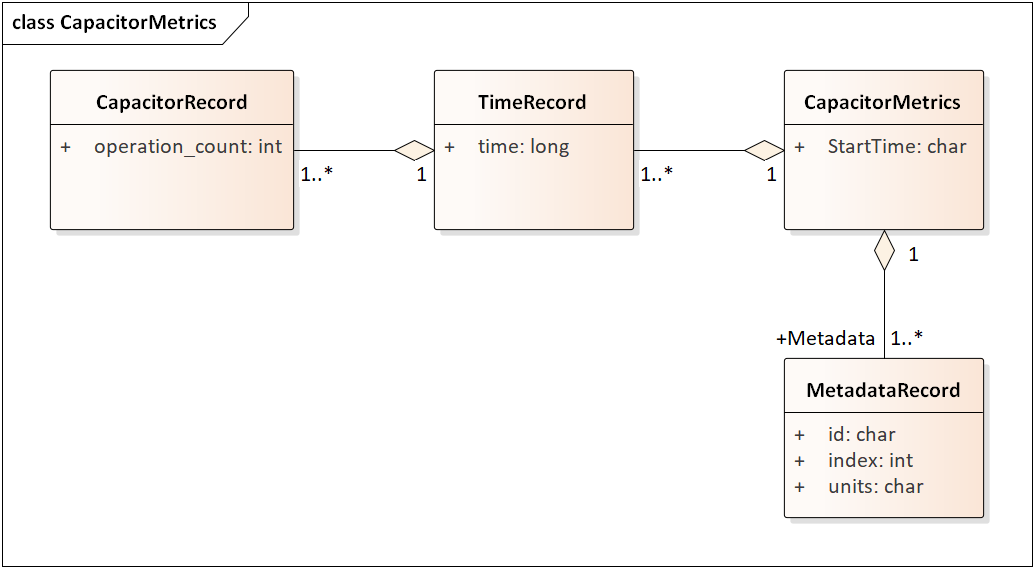 class CapacitorMetrics
CapacitorRecord
+ operation_count: int
1..*
1
TimeRecord
+ time: long
1..*
1
CapacitorMetrics
+ StartTime: char
1
+Metadata
1..*
MetadataRecord
+ id: char
+ index: int
+ units: char